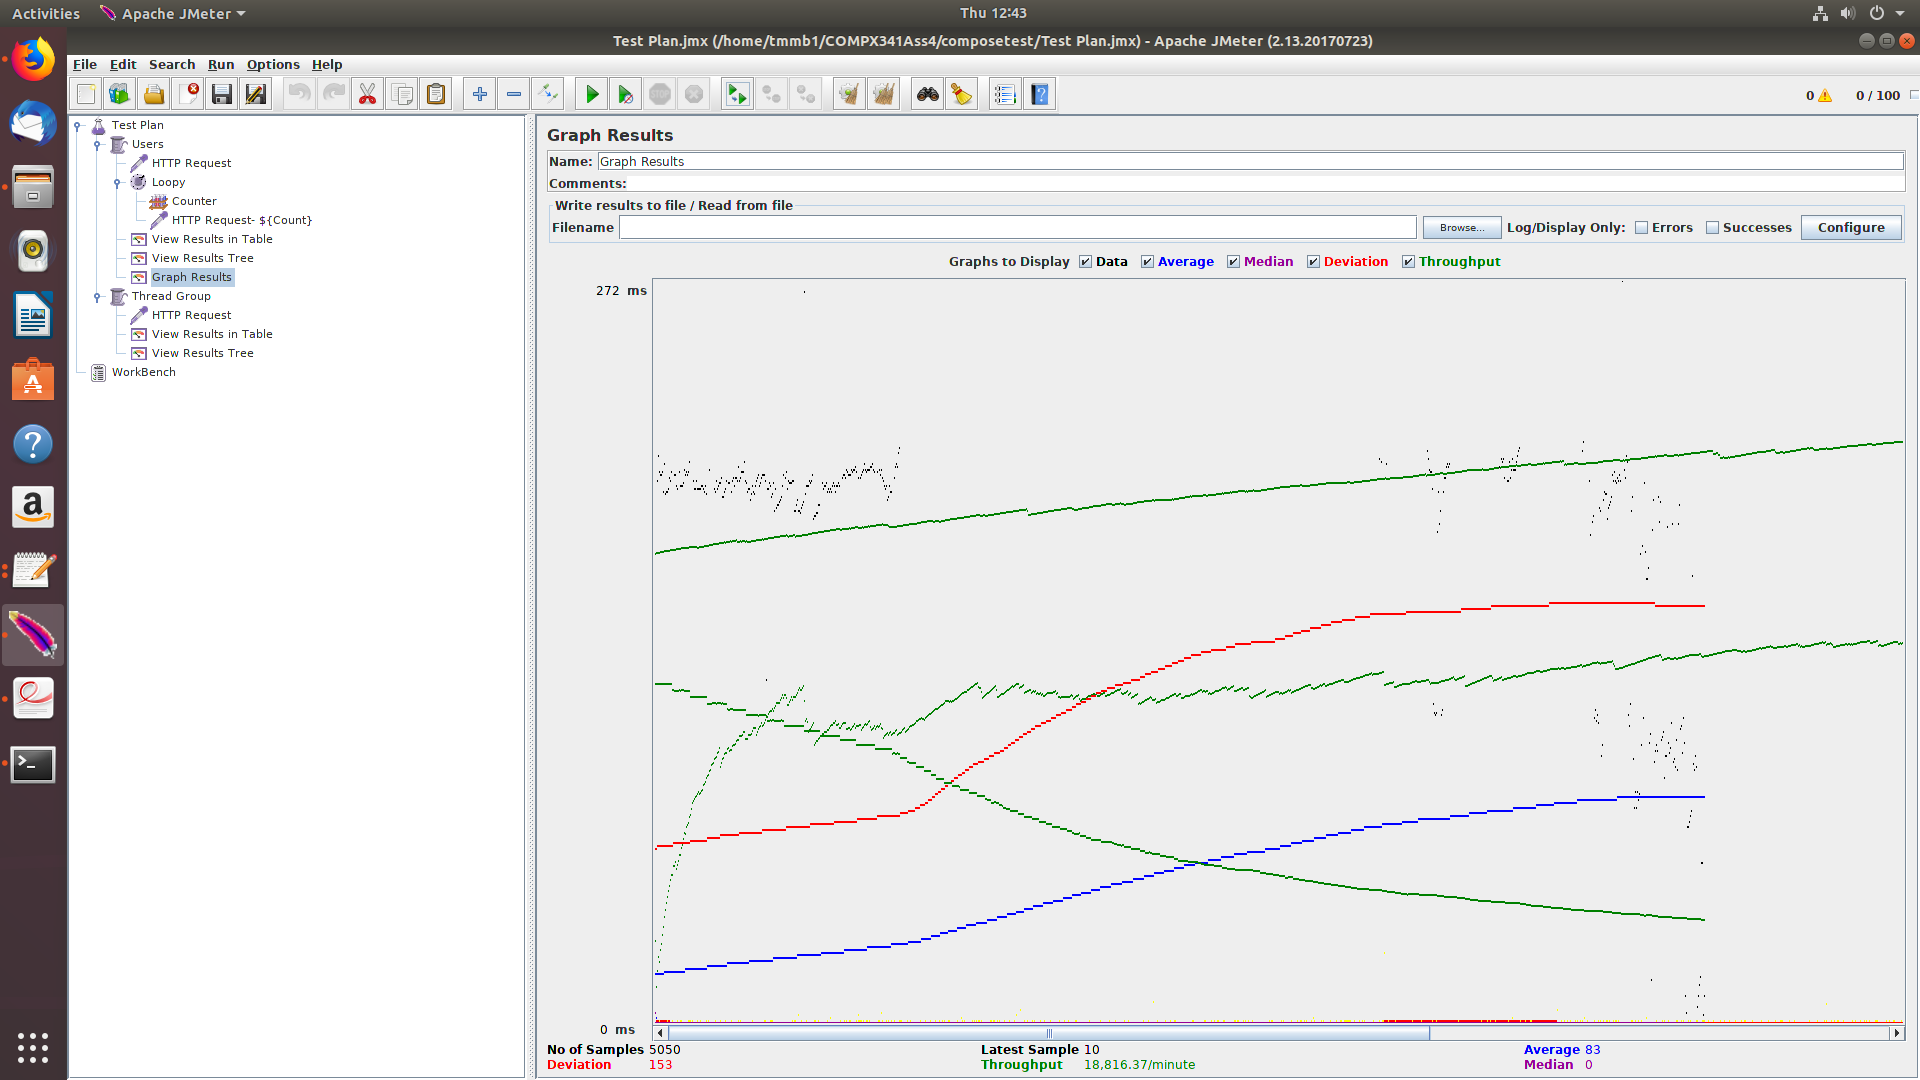 Activities Apache JMeter Thu 12:43
Test Plan.jmx (/home/tmmb1/COMPX341Ass4/composetest/Test Plan.jmx) - Apache JMeter (2.13.20170723)
File Edit Search Run Options Help
0 0 / 100
Test Plan
Users
HTTP Request
Loopy
Counter
HTTP Request- ${Count}
View Results in Table
View Results Tree
Graph Results
Thread Group
HTTP Request
View Results in Table
View Results Tree
WorkBench
Graph Results
Name: Graph Results
Comments:
Write results to file / Read from file
Filename Browse... Log/Display Only: Errors Successes Configure
Graphs to Display Data Average Median Deviation Throughput
272 ms
0 ms
No of Samples 5050 Latest Sample 10 Average 83
Deviation 153 Throughput 18,816.37/minute Median 0